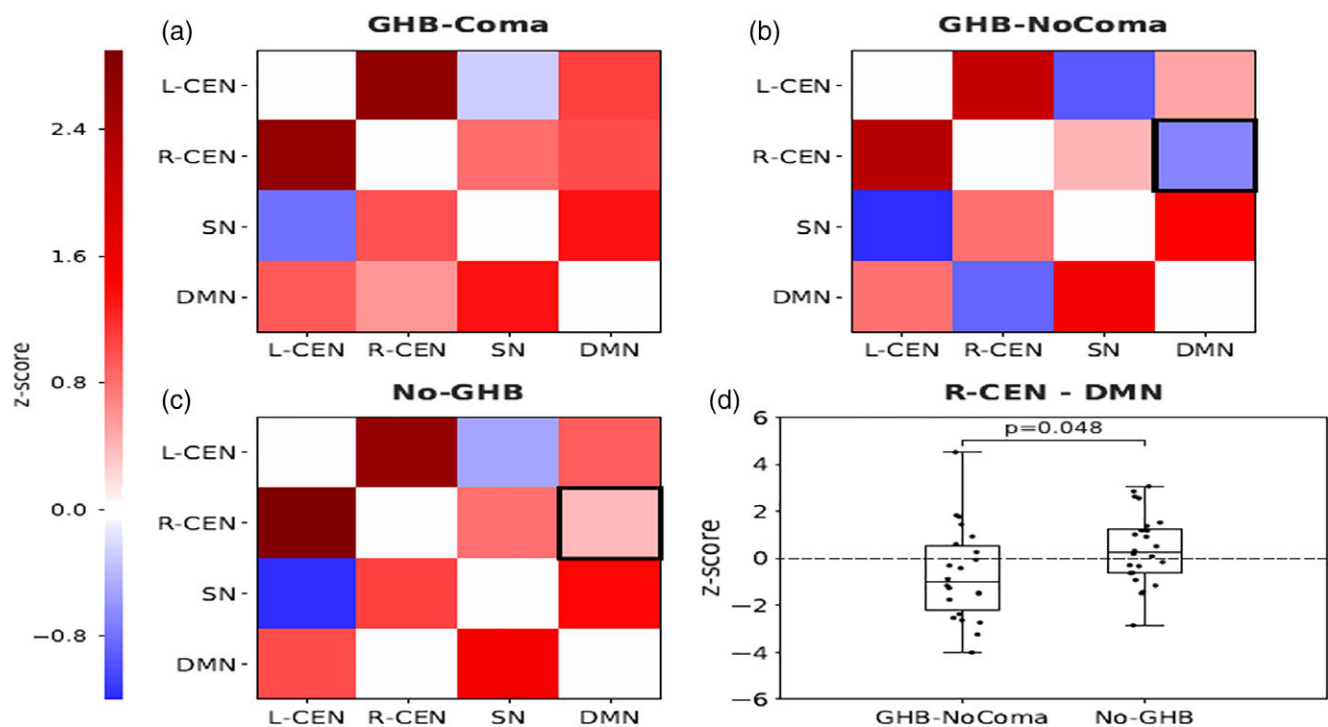 (a) GHB-Coma
(b) GHB-NoComa
2.4
1.6
0.8
0.0
−0.8
z-score
L-CEN
R-CEN
SN
DMN
L-CEN R-CEN SN DMN
L-CEN
R-CEN
SN
DMN
L-CEN R-CEN SN DMN
(c) No-GHB
L-CEN
R-CEN
SN
DMN
L-CEN R-CEN SN DMN
(d) R-CEN - DMN
p=0.048
6
4
2
0
−2
−4
−6
z-score
GHB-NoComa No-GHB